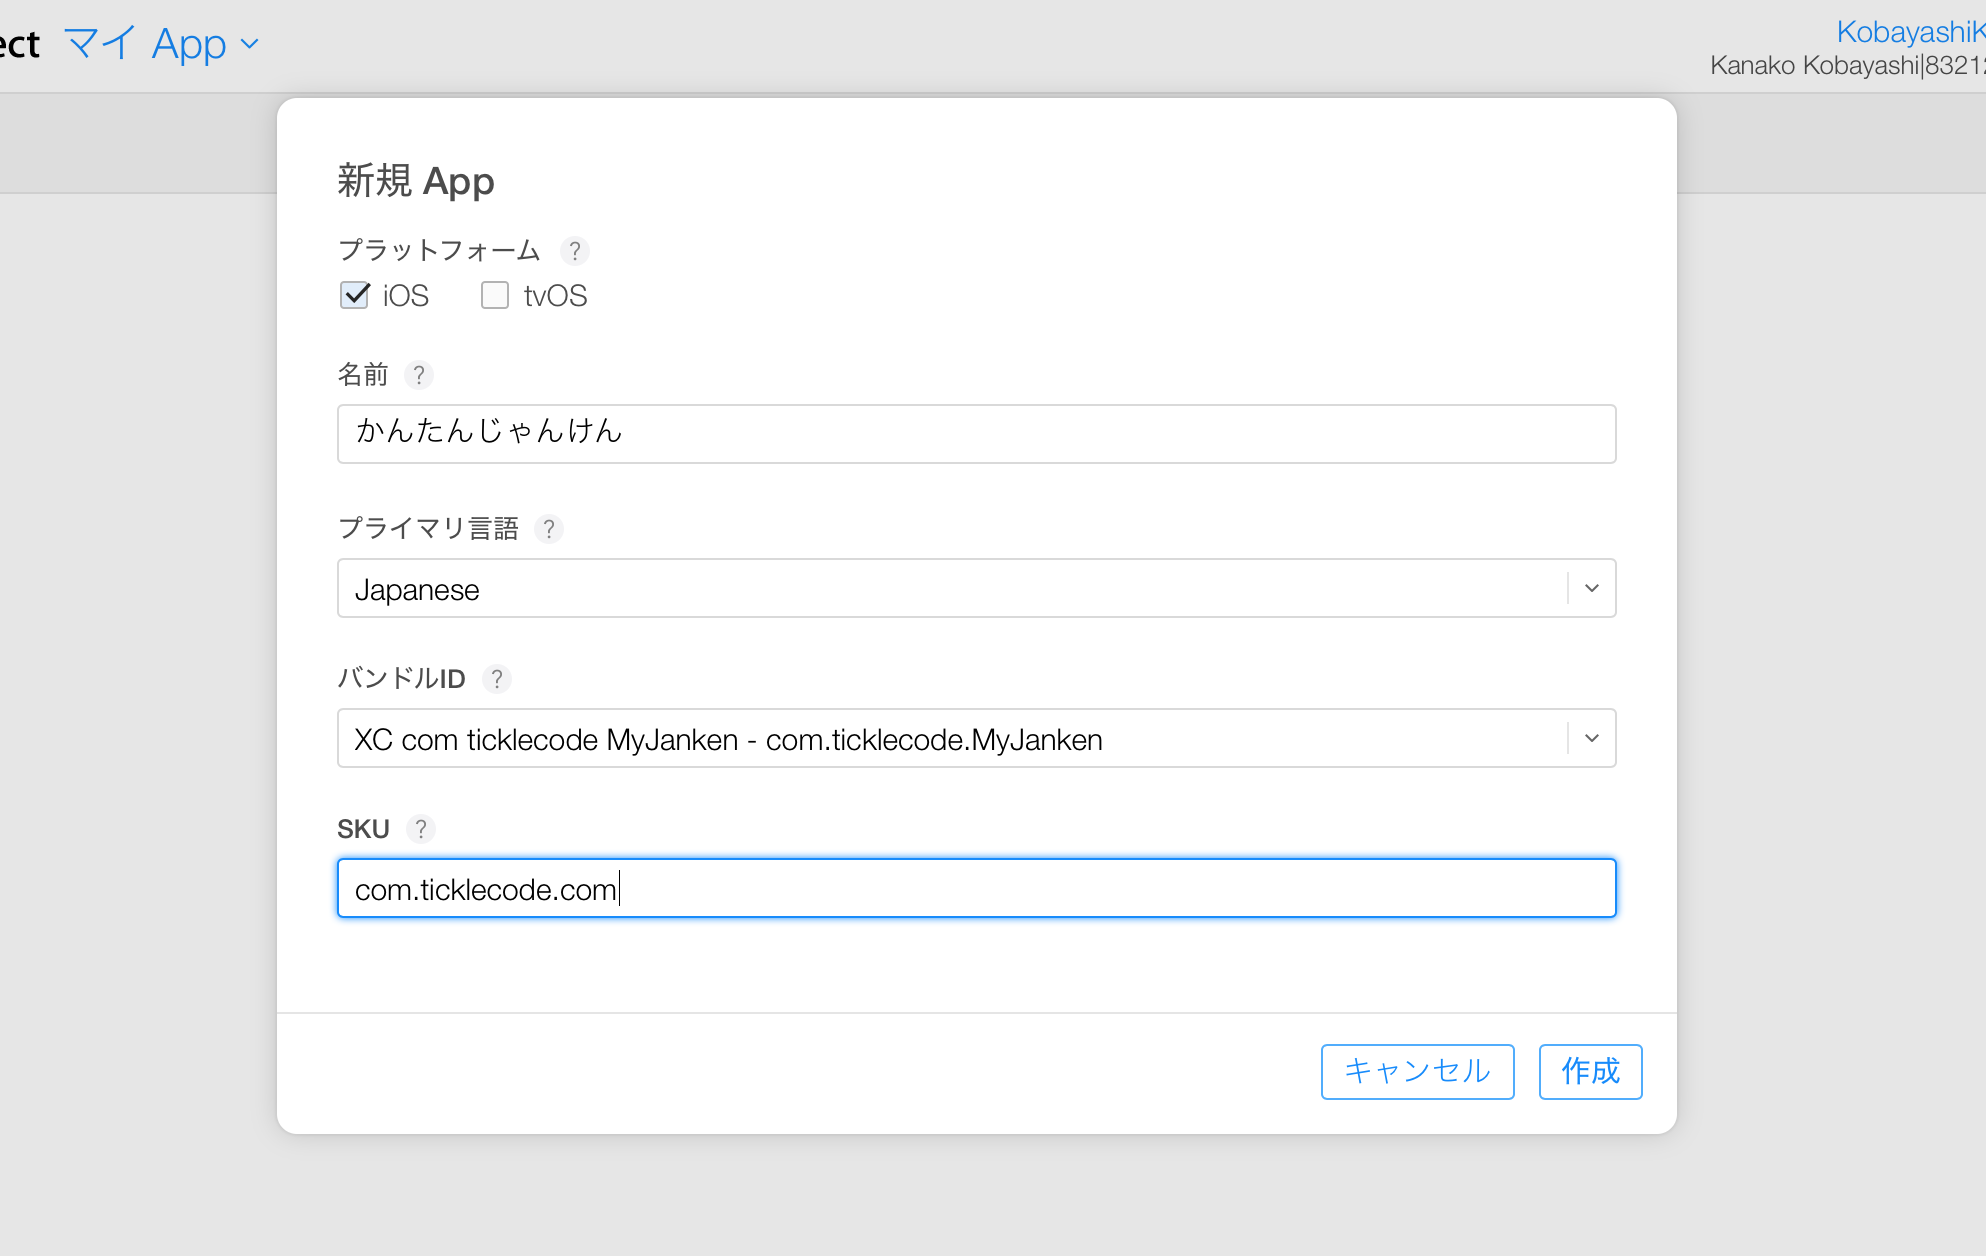 ect マイ App
KobayashiK
Kanako Kobayashi|8321
新規 App
プラットフォーム ?
iOS tvOS
名前 ?
かんたんじゃんけん
プライマリ言語 ?
Japanese
バンドルID ?
XC com ticklecode MyJanken - com.ticklecode.MyJanken
SKU ?
com.ticklecode.com
キャンセル 作成